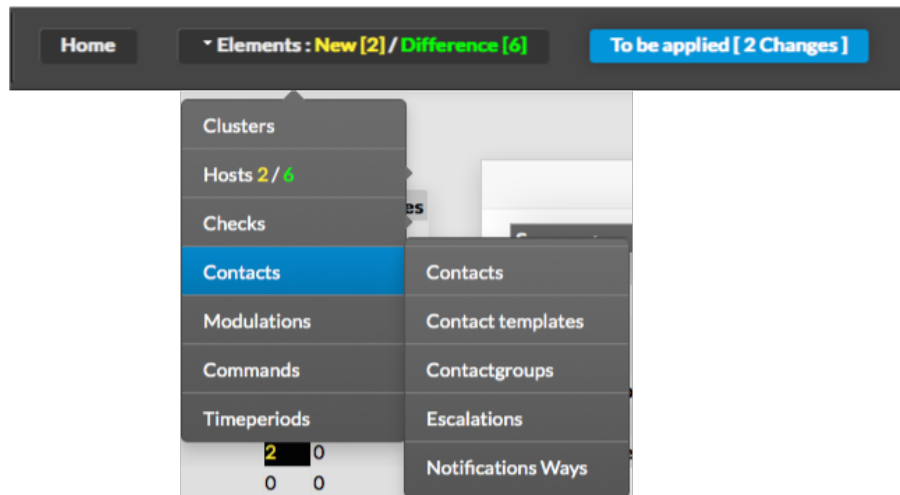 Home
Elements : New [2] / Difference [6]
To be applied [ 2 Changes ]
Clusters
Hosts 2 / 6
es
Checks
Contacts
Contacts
Modulations
Contact templates
Commands
Contactgroups
Timeperiods
Escalations
2 0
Notifications Ways
0 0